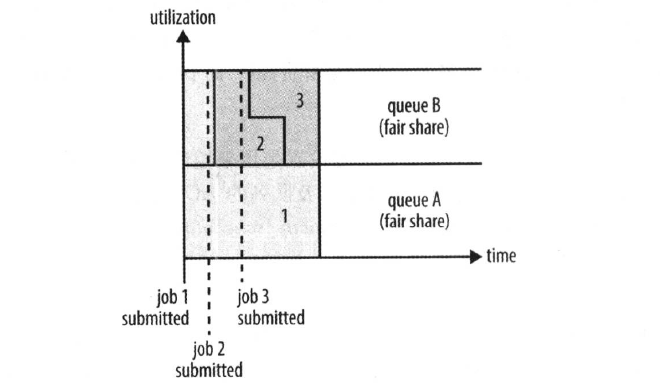 utilization
3
queue B
(fair share)
2
queue A
(fair share)
1
time
job 1
submitted
job 3
submitted
job 2
submitted